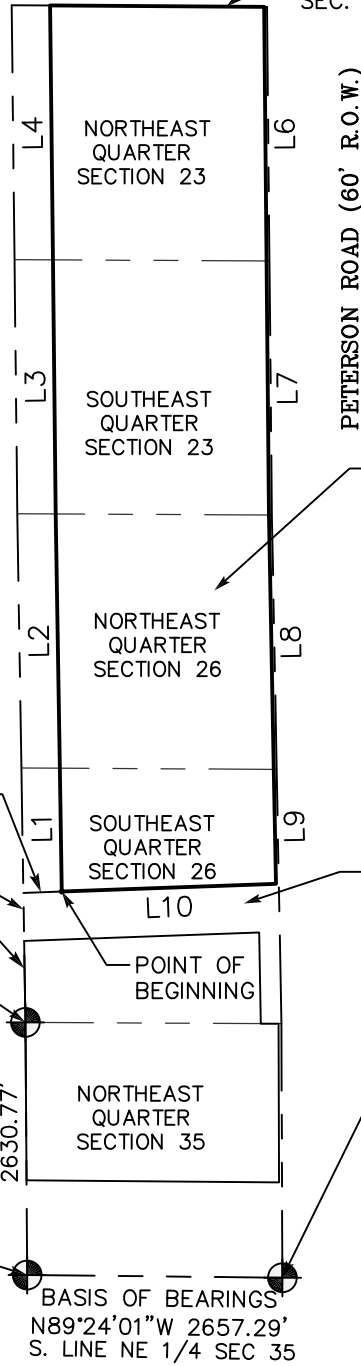 SEC.
L4
NORTHEAST
QUARTER
SECTION 23
L6
PETERSON ROAD (60' R.O.W.)
L3
SOUTHEAST
QUARTER
SECTION 23
L7
L2
NORTHEAST
QUARTER
SECTION 26
L8
L1
SOUTHEAST
QUARTER
SECTION 26
L9
L10
POINT OF
BEGINNING
2630.77'
NORTHEAST
QUARTER
SECTION 35
BASIS OF BEARINGS
N89°24'01"W 2657.29'
S. LINE NE 1/4 SEC 35